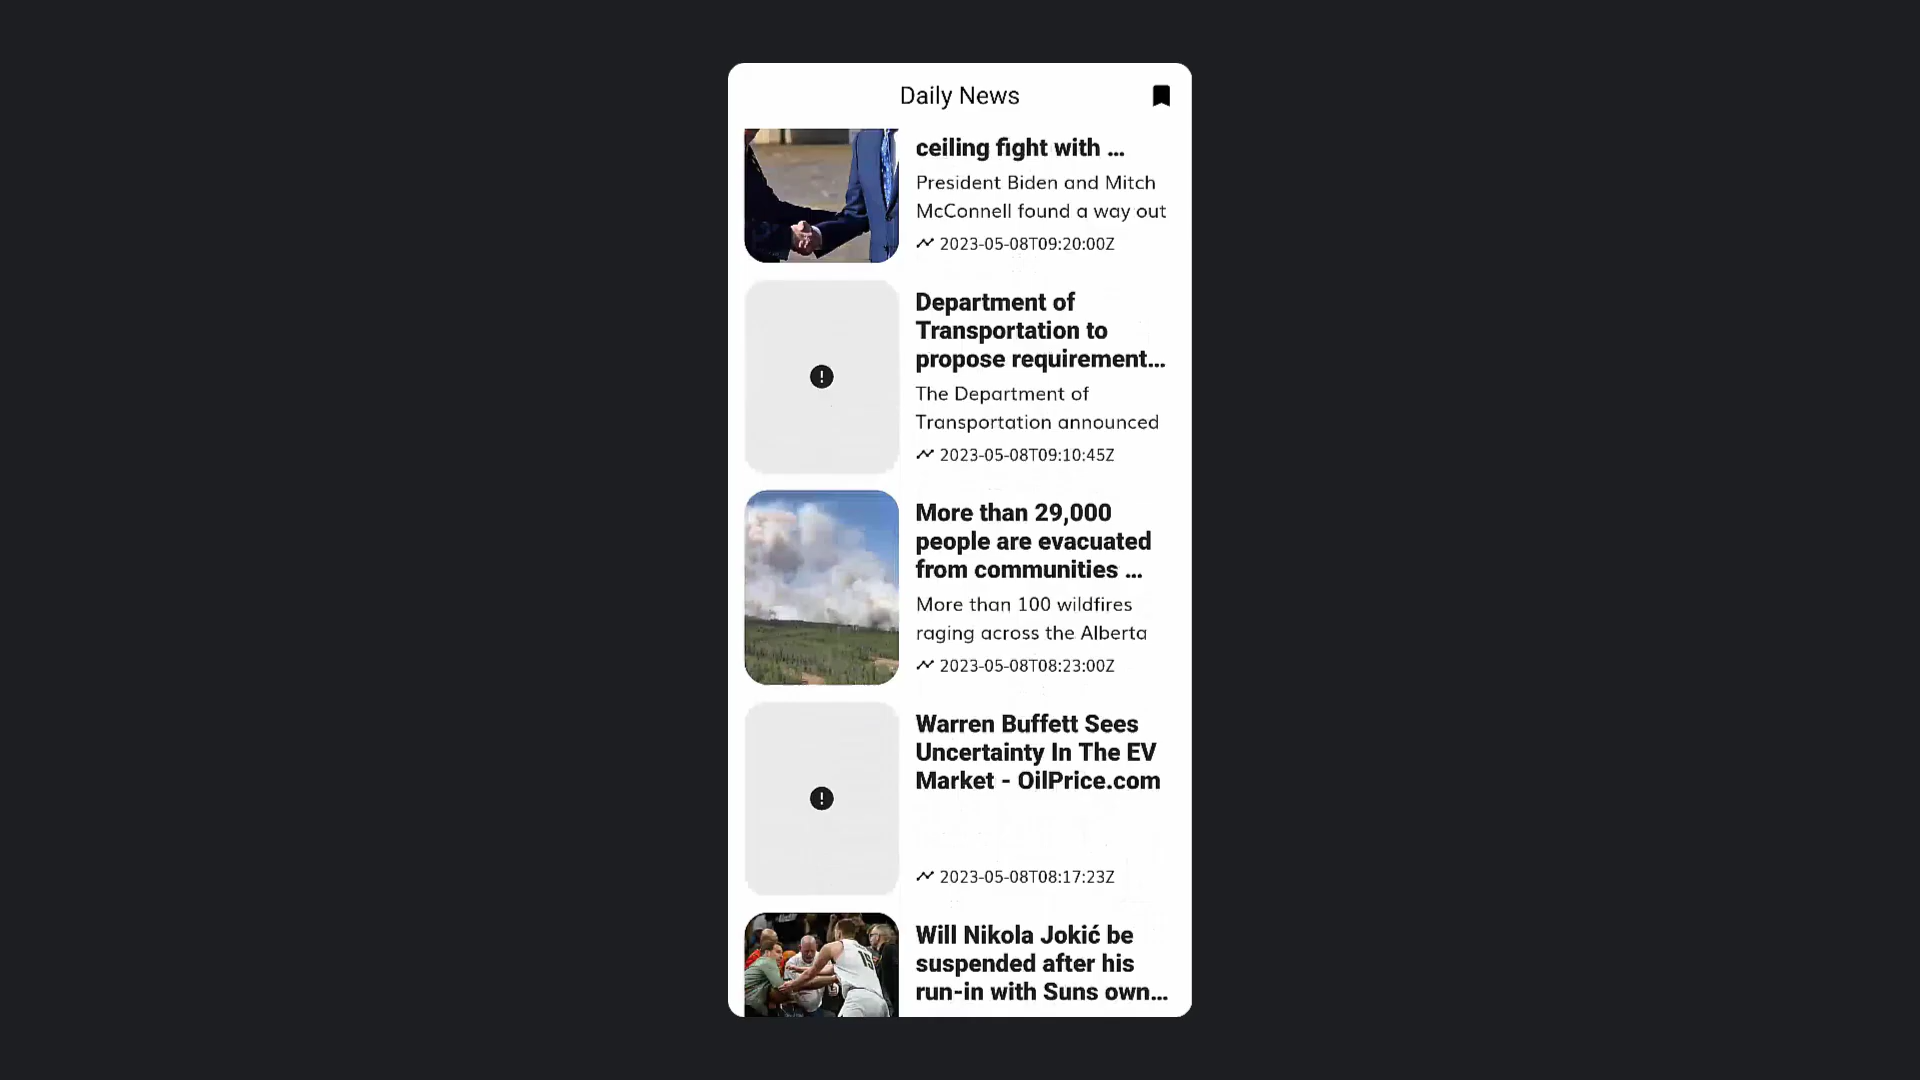 Daily News
ceiling fight with ...
President Biden and Mitch
McConnell found a way out
2023-05-08T09:20:00Z
Department of
Transportation to
propose requirement...
The Department of
Transportation announced
2023-05-08T09:10:45Z
More than 29,000
people are evacuated
from communities ...
More than 100 wildfires
raging across the Alberta
2023-05-08T08:23:00Z
Warren Buffett Sees
Uncertainty In The EV
Market - OilPrice.com
2023-05-08T08:17:23Z
15
Will Nikola Jokić be
suspended after his
run-in with Suns own...